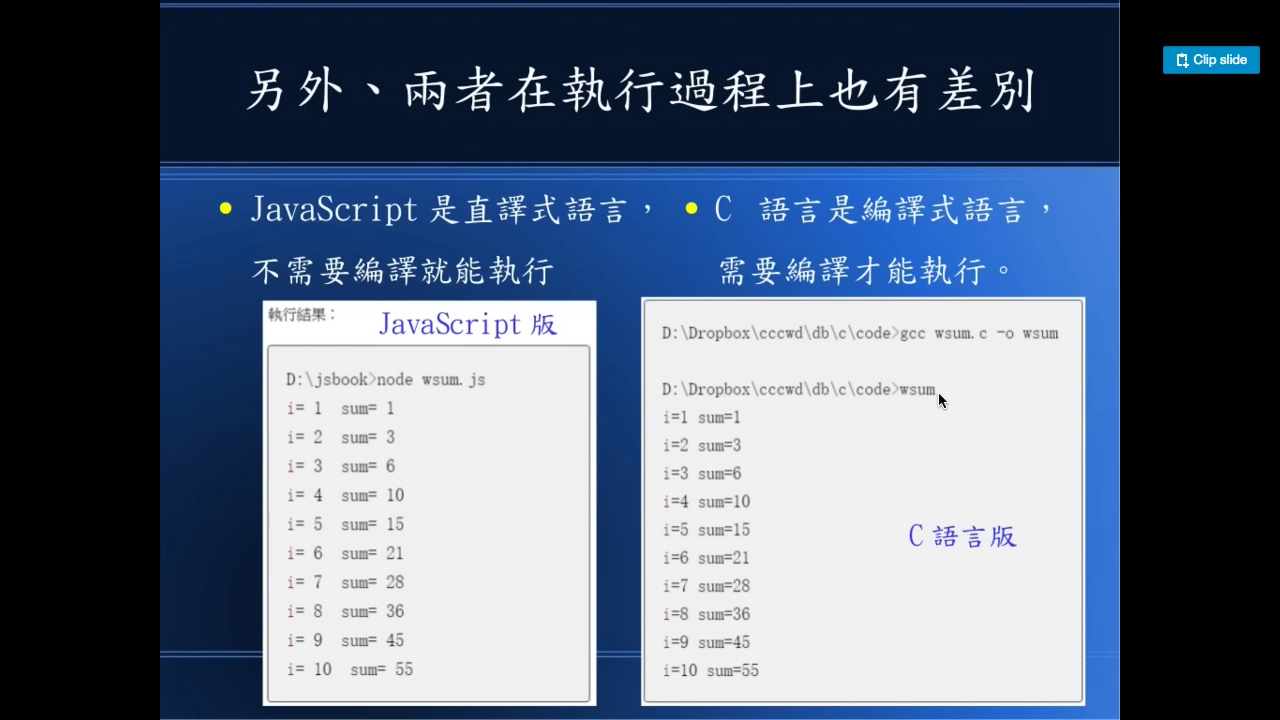 Clip slide
另外、兩者在執行過程上也有差別
JavaScript 是直譯式語言，
不需要編譯就能執行
執行結果：
JavaScript 版
D:\jsbook>node wsum.js
i= 1  sum= 1
i= 2  sum= 3
i= 3  sum= 6
i= 4  sum= 10
i= 5  sum= 15
i= 6  sum= 21
i= 7  sum= 28
i= 8  sum= 36
i= 9  sum= 45
i= 10  sum= 55
C 語言是編譯式語言，
需要編譯才能執行。
D:\Dropbox\cccwd\db\c\code>gcc wsum.c -o wsum
D:\Dropbox\cccwd\db\c\code>wsum
i=1 sum=1
i=2 sum=3
i=3 sum=6
i=4 sum=10
i=5 sum=15
i=6 sum=21
i=7 sum=28
i=8 sum=36
i=9 sum=45
i=10 sum=55
C 語言版